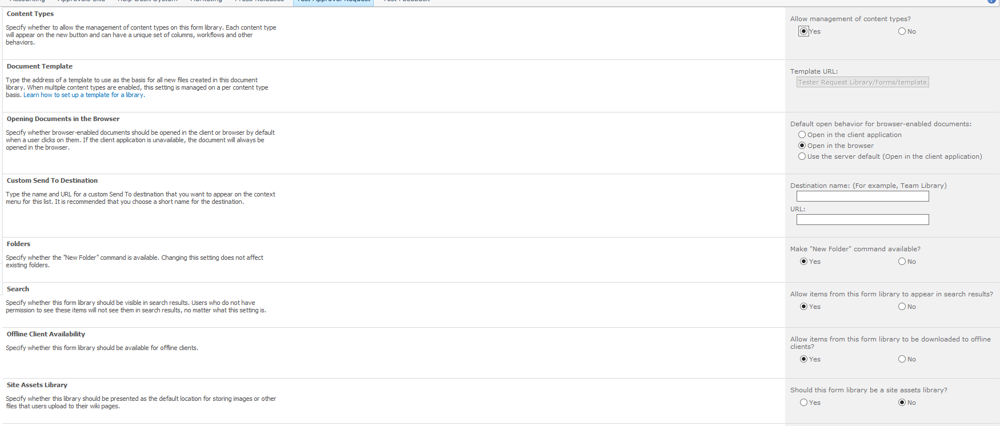 Accounting Approvals Site Help Desk System Marketing Press Releases Test Approval Request Test Feedback
Content Types
Specify whether to allow the management of content types on this form library. Each content type
will appear on the new button and can have a unique set of columns, workflows and other
behaviors.
Allow management of content types?
Yes No
Document Template
Type the address of a template to use as the basis for all new files created in this document
library. When multiple content types are enabled, this setting is managed on a per content type
basis. Learn how to set up a template for a library.
Template URL:
Tester Request Library/Forms/template.
Opening Documents in the Browser
Specify whether browser-enabled documents should be opened in the client or browser by default
when a user clicks on them. If the client application is unavailable, the document will always be
opened in the browser.
Default open behavior for browser-enabled documents:
Open in the client application
Open in the browser
Use the server default (Open in the client application)
Custom Send To Destination
Type the name and URL for a custom Send To destination that you want to appear on the context
menu for this list. It is recommended that you choose a short name for the destination.
Destination name: (For example, Team Library)
URL:
Folders
Specify whether the "New Folder" command is available. Changing this setting does not affect
existing folders.
Make "New Folder" command available?
Yes No
Search
Specify whether this form library should be visible in search results. Users who do not have
permission to see these items will not see them in search results, no matter what this setting is.
Allow items from this form library to appear in search results?
Yes No
Offline Client Availability
Specify whether this form library should be available for offline clients.
Allow items from this form library to be downloaded to offline
clients?
Yes No
Site Assets Library
Specify whether this library should be presented as the default location for storing images or other
files that users upload to their wiki pages.
Should this form library be a site assets library?
Yes No